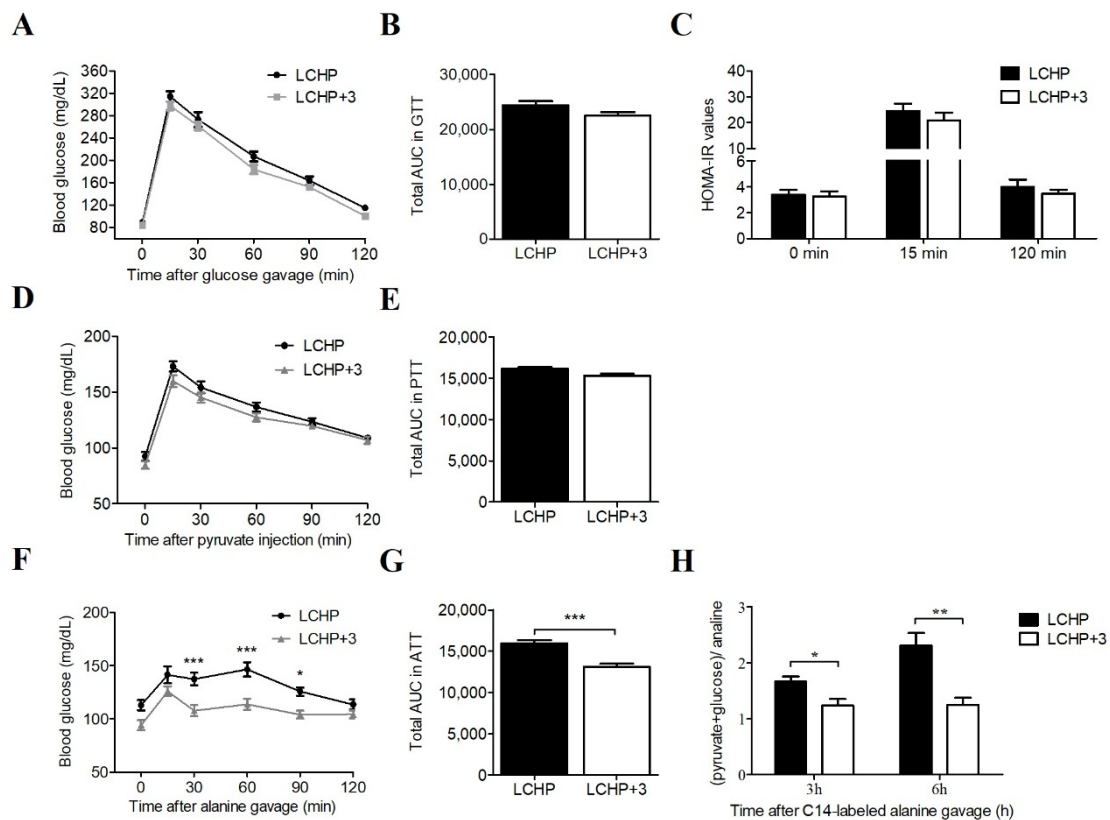 A
Blood glucose (mg/dL)
360
320
280
240
200
160
120
80
LCHP
LCHP+3
0 30 60 90 120
Time after glucose gavage (min)
B
Total AUC in GTT
30,000
20,000
10,000
0
LCHP LCHP+3
C
HOMA-IR values
40
30
20
10
6
4
2
0
LCHP
LCHP+3
0 min 15 min 120 min
D
Blood glucose (mg/dL)
200
150
100
50
LCHP
LCHP+3
0 30 60 90 120
Time after pyruvate injection (min)
E
Total AUC in PTT
20,000
15,000
10,000
5,000
0
LCHP LCHP+3
F
Blood glucose (mg/dL)
200
150
100
50
LCHP
LCHP+3
*** *** *
0 30 60 90 120
Time after alanine gavage (min)
G
Total AUC in ATT
20,000
15,000
10,000
5,000
0
***
LCHP LCHP+3
H
(pyruvate+glucose)/ analine
3
2
1
0
* **
LCHP
LCHP+3
3h 6h
Time after C14-labeled alanine gavage (h)